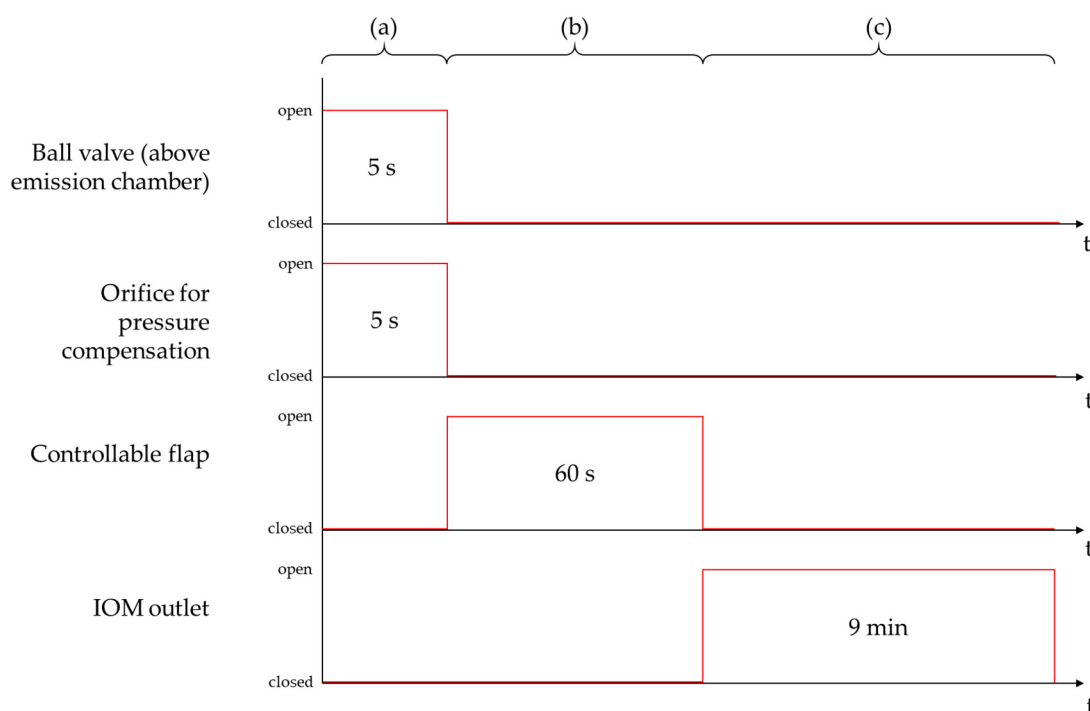 (a)
(b)
(c)
open
Ball valve (above
emission chamber)
5 s
closed
t
open
Orifice for
pressure
compensation
5 s
closed
t
open
Controllable flap
60 s
closed
t
open
IOM outlet
9 min
closed
t